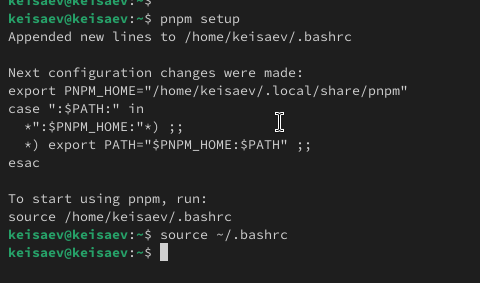 keisaev@keisaev:~$
keisaev@keisaev:~$ pnpm setup
Appended new lines to /home/keisaev/.bashrc

Next configuration changes were made:
export PNPM_HOME="/home/keisaev/.local/share/pnpm"
case ":$PATH:" in
  *":$PNPM_HOME:"*) ;;
  *) export PATH="$PNPM_HOME:$PATH" ;;
esac

To start using pnpm, run:
source /home/keisaev/.bashrc
keisaev@keisaev:~$ source ~/.bashrc
keisaev@keisaev:~$